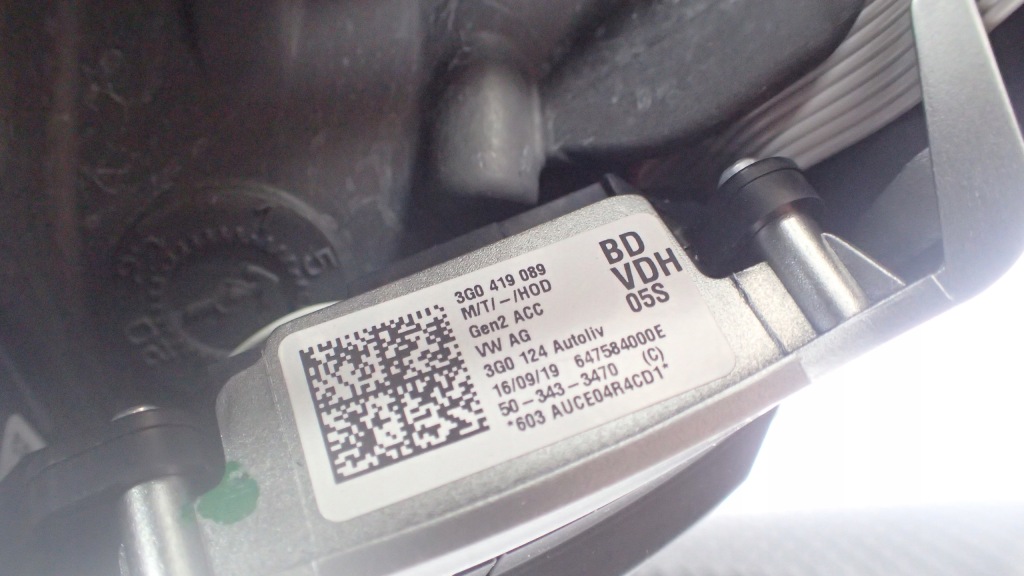 3G0 419 089
M/T/-/HOD
Gen2 ACC
VW AG
3G0 124 Autoliv
16/09/19 647584000E
50-343-3470 (C)
*603 AUCE04R4CD1*
BD
VDH
05S